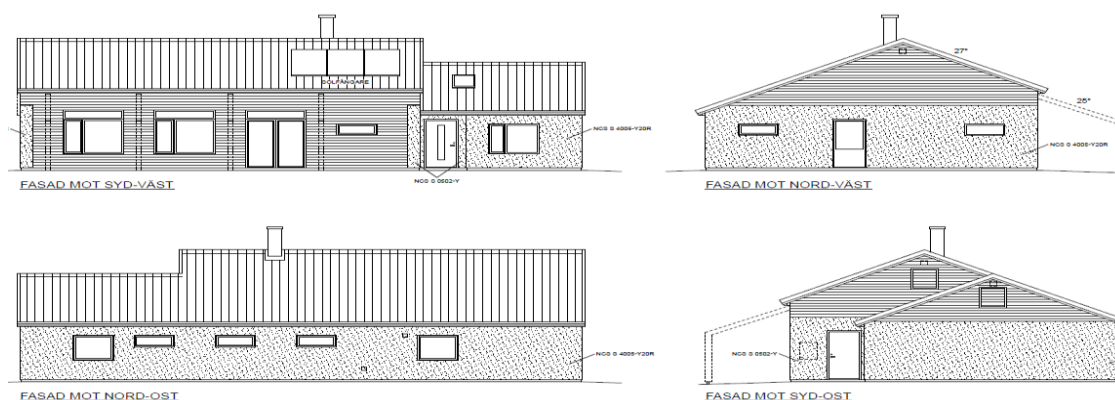 SOLFÅNGARE
NCS S 4005-Y20R
NCS S 0502-Y
FASAD MOT SYD-VÄST
27°
25°
NCS S 4005-Y20R
FASAD MOT NORD-VÄST
NCS S 4005-Y20R
FASAD MOT NORD-OST
NCS S 0502-Y
FASAD MOT SYD-OST